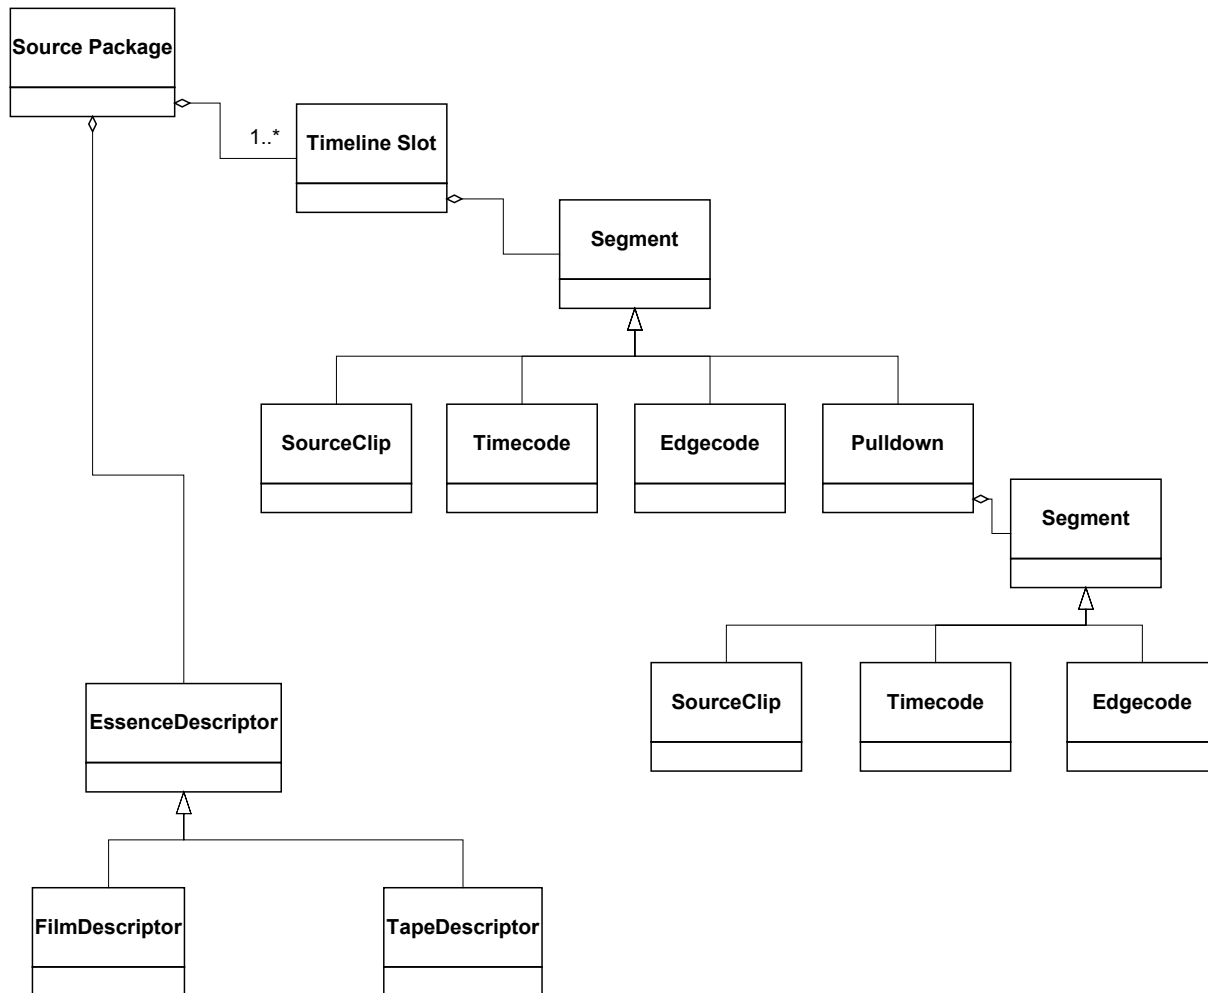 Source Package
1..*
Timeline Slot
Segment
SourceClip
Timecode
Edgecode
Pulldown
Segment
SourceClip
Timecode
Edgecode
EssenceDescriptor
FilmDescriptor
TapeDescriptor